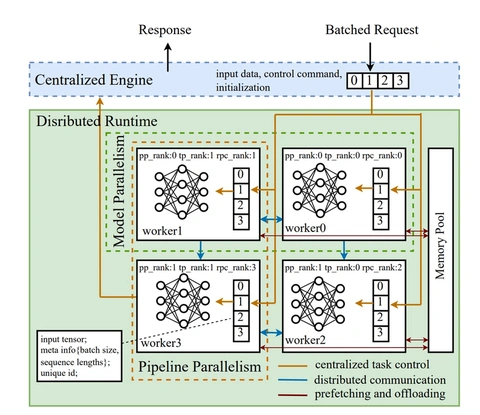 Response
Batched Request
Centralized Engine
input data, control command,
initialization
0 1 2 3
Disributed Runtime
Model Parallelism
pp_rank:0 tp_rank:1 rpc_rank:1
0
1
2
3
worker1
pp_rank:0 tp_rank:0 rpc_rank:0
0
1
2
3
worker0
Memory Pool
pp_rank:1 tp_rank:1 rpc_rank:3
0
1
2
3
worker3
pp_rank:1 tp_rank:0 rpc_rank:2
0
1
2
3
worker2
input tensor;
meta info{batch size,
sequence lengths};
unique id;
Pipeline Parallelism
centralized task control
distributed communication
prefetching and offloading